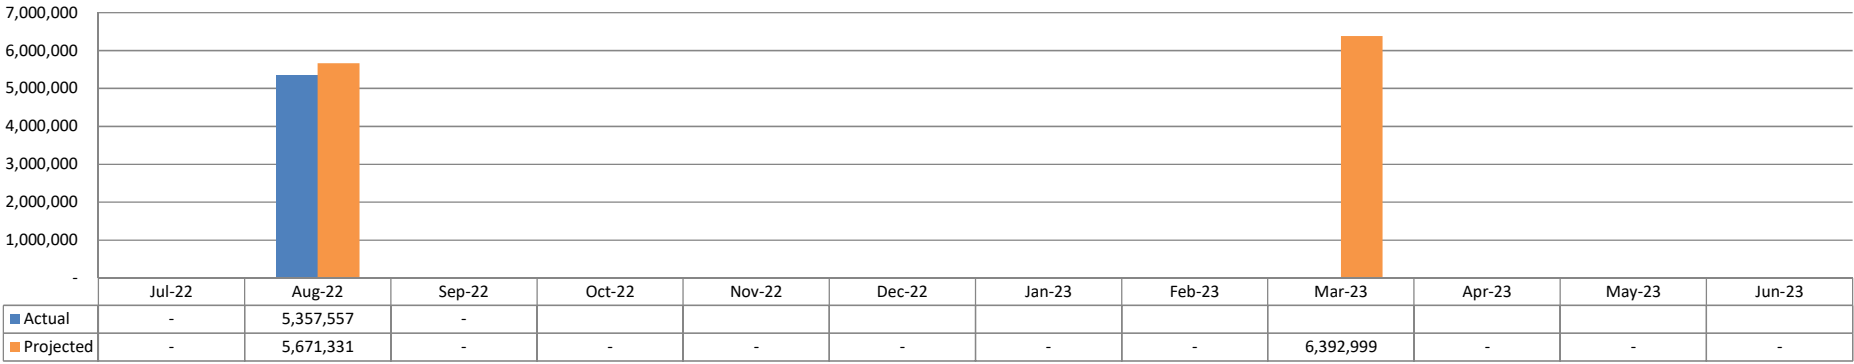 7,000,000
6,000,000
5,000,000
4,000,000
3,000,000
2,000,000
1,000,000
-
Jul-22 Aug-22 Sep-22 Oct-22 Nov-22 Dec-22 Jan-23 Feb-23 Mar-23 Apr-23 May-23 Jun-23
Actual - 5,357,557 -
Projected - 5,671,331 - - - - - - 6,392,999 - - -